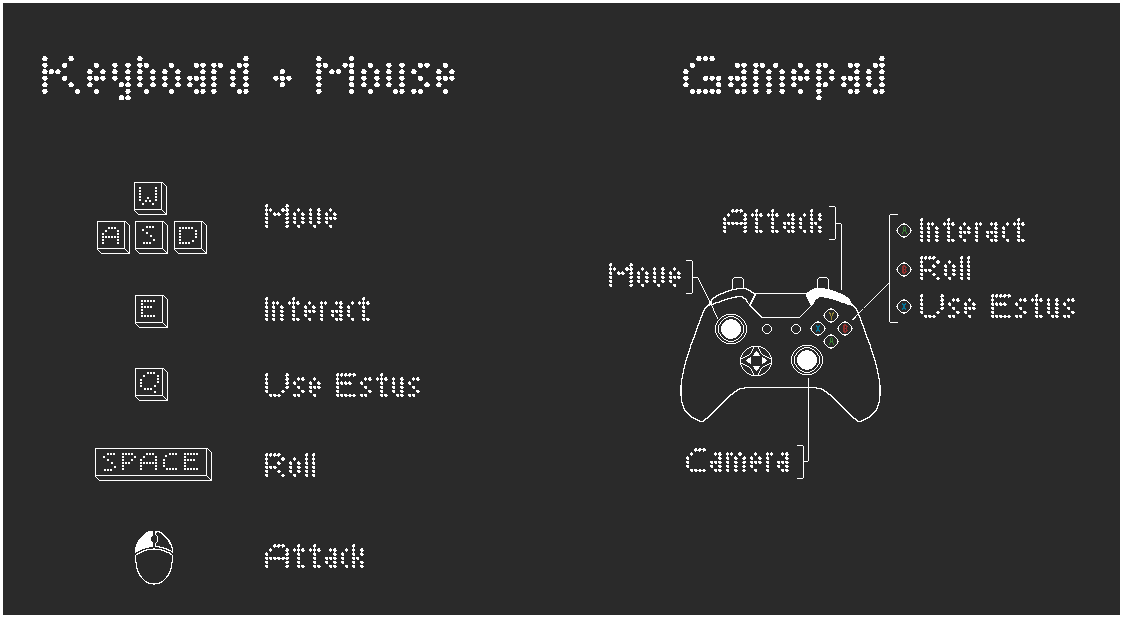 Keyboard + Mouse
W
A S D
Move
E
Interact
Q
Use Estus
SPACE
Roll
Attack
Gamepad
Attack
Move
A Interact
B Roll
X Use Estus
Y
X B
A
Camera